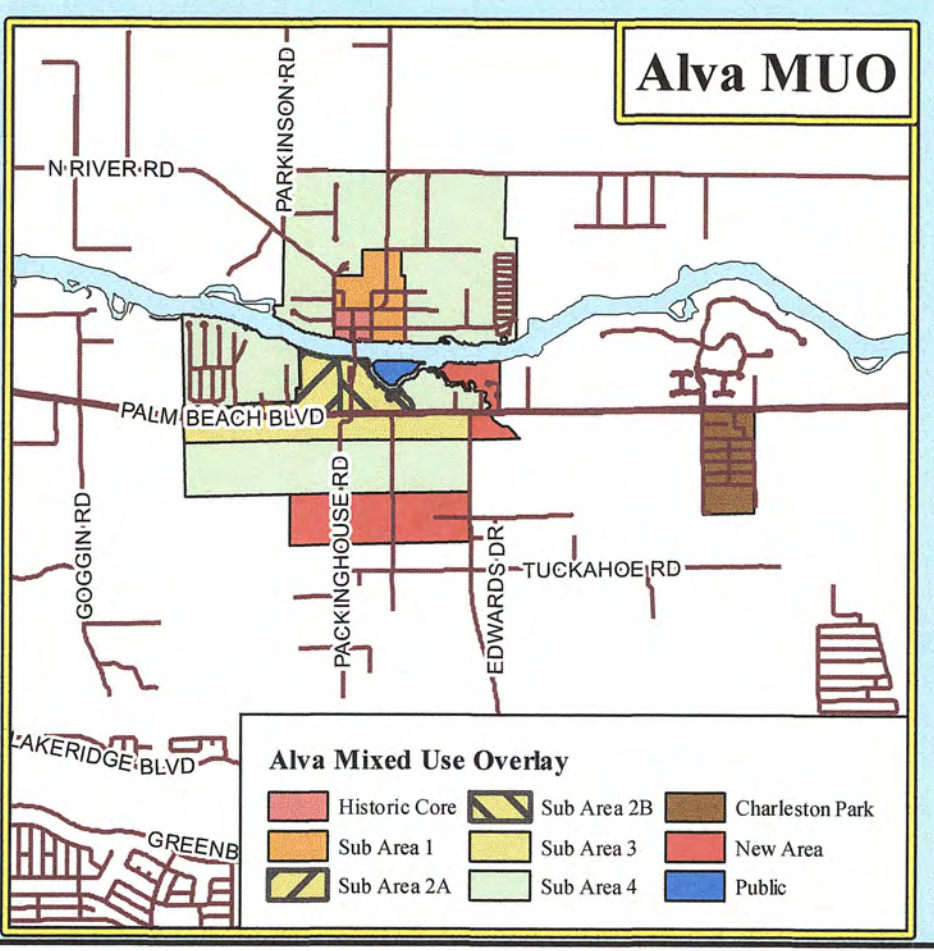 Alva MUO
PARKINSON RD
N RIVER RD
PALM BEACH BLVD
GOGGIN RD
PACKINGHOUSE RD
EDWARDS DR
TUCKAHOE RD
LAKERIDGE BLVD
GREENB
Alva Mixed Use Overlay
Historic Core
Sub Area 1
Sub Area 2A
Sub Area 2B
Sub Area 3
Sub Area 4
Charleston Park
New Area
Public